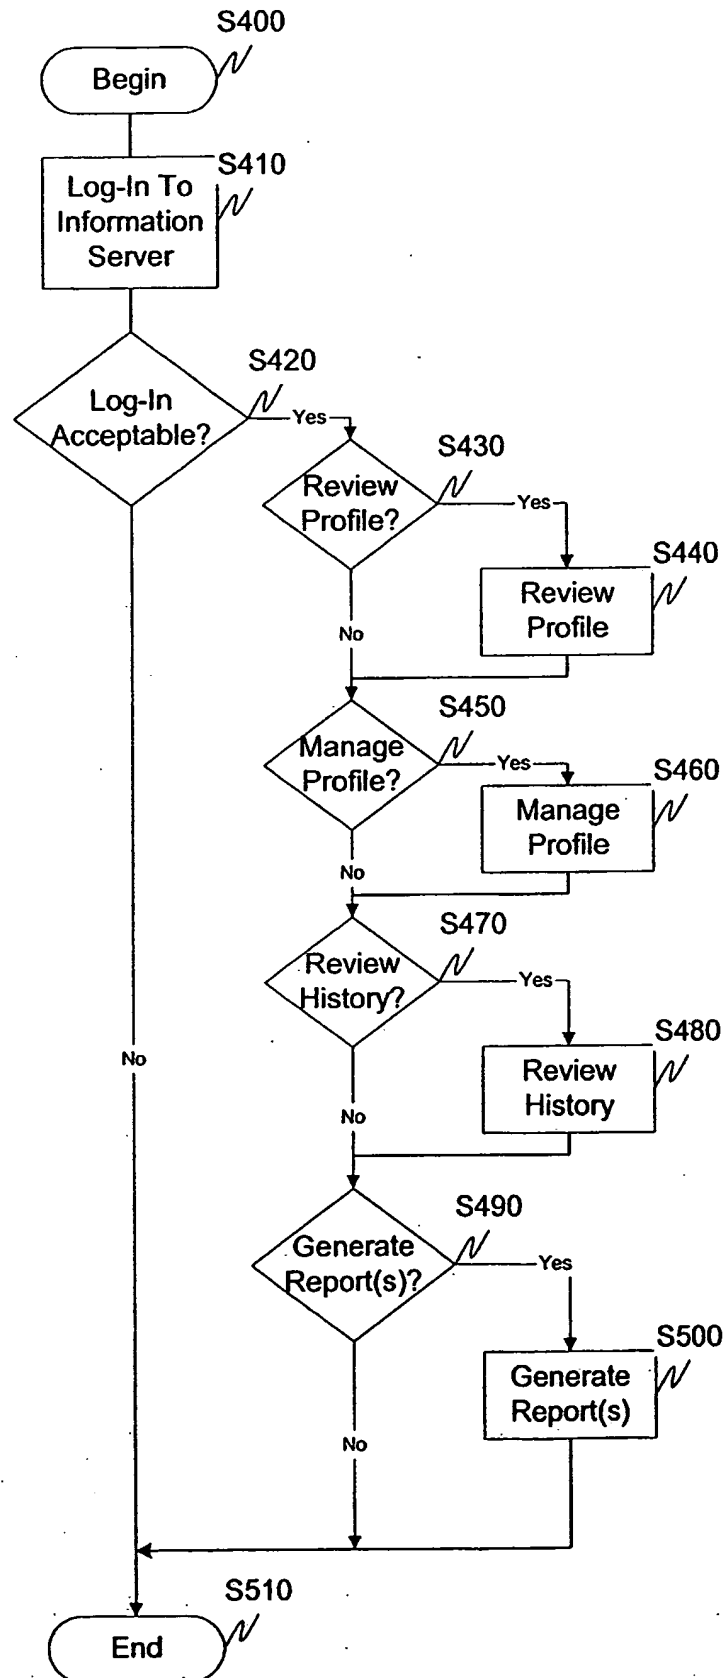 S400
Begin
S410
Log-In To
Information
Server
S420
Log-In
Acceptable?
Yes
S430
Review
Profile?
Yes
S440
Review
Profile
No
S450
Manage
Profile?
Yes
S460
Manage
Profile
No
S470
Review
History?
Yes
S480
Review
History
No
No
S490
Generate
Report(s)?
Yes
S500
Generate
Report(s)
No
S510
End